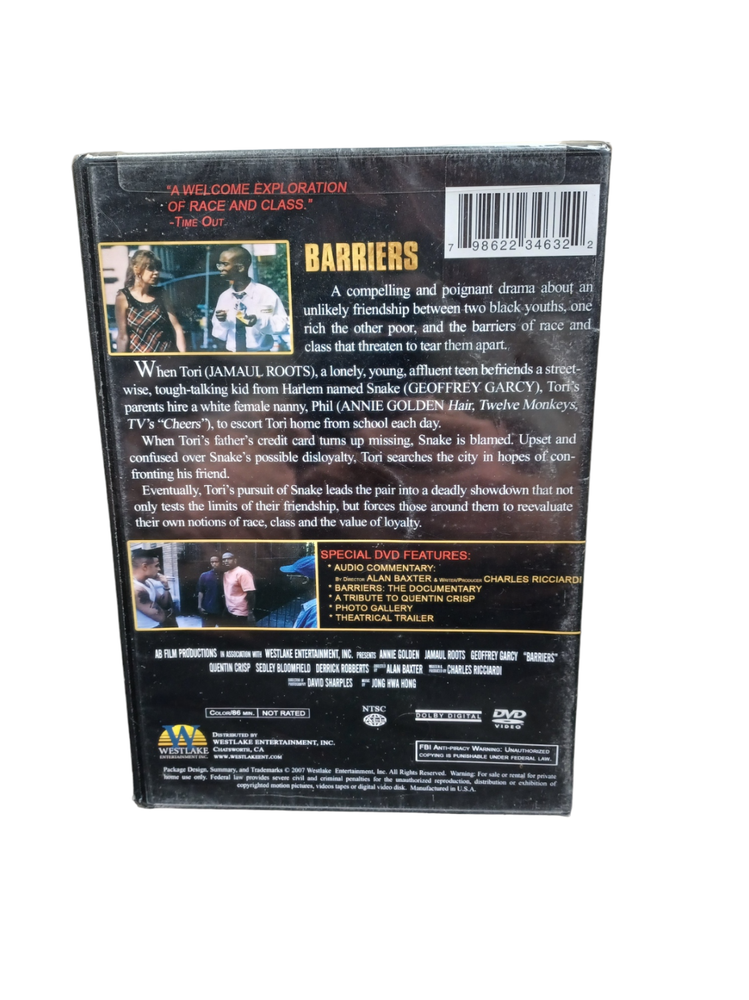 "A WELCOME EXPLORATION
OF RACE AND CLASS."
-TIME OUT
7 98622 34632 2
BARRIERS
A compelling and poignant drama about an
unlikely friendship between two black youths, one
rich the other poor, and the barriers of race and
class that threaten to tear them apart.
When Tori (JAMAUL ROOTS), a lonely, young, affluent teen befriends a street-
wise, tough-talking kid from Harlem named Snake (GEOFFREY GARCY), Tori's
parents hire a white female nanny, Phil (ANNIE GOLDEN Hair, Twelve Monkeys,
TV's "Cheers"), to escort Tori home from school each day.
When Tori's father's credit card turns up missing, Snake is blamed. Upset and
confused over Snake's possible disloyalty, Tori searches the city in hopes of con-
fronting his friend.
Eventually, Tori's pursuit of Snake leads the pair into a deadly showdown that not
only tests the limits of their friendship, but forces those around them to reevaluate
their own notions of race, class and the value of loyalty.
SPECIAL DVD FEATURES:
* AUDIO COMMENTARY:
BY DIRECTOR ALAN BAXTER & WRITER/PRODUCER CHARLES RICCIARDI
* BARRIERS: THE DOCUMENTARY
* A TRIBUTE TO QUENTIN CRISP
* PHOTO GALLERY
* THEATRICAL TRAILER
AB FILM PRODUCTIONS IN ASSOCIATION WITH WESTLAKE ENTERTAINMENT, INC. PRESENTS ANNIE GOLDEN JAMAUL ROOTS GEOFFREY GARCY "BARRIERS"
QUENTIN CRISP SEDLEY BLOOMFIELD DERRICK ROBBERTS ALAN BAXTER CHARLES RICCIARDI
DAVID SHARPLES JONG HWA HONG
COLOR/86 MIN. NOT RATED
NTSC
DOLBY DIGITAL
DVD
VIDEO
W
WESTLAKE
ENTERTAINMENT INC.
DISTRIBUTED BY
WESTLAKE ENTERTAINMENT, INC.
CHATSWORTH, CA
WWW.WESTLAKEENT.COM
FBI ANTI-PIRACY WARNING: UNAUTHORIZED
COPYING IS PUNISHABLE UNDER FEDERAL LAW.
Package Design, Summary, and Trademarks © 2007 Westlake Entertainment, Inc. All Rights Reserved. Warning: For sale or rental for private
home use only. Federal law provides severe civil and criminal penalties for the unauthorized reproduction, distribution or exhibition of
copyrighted motion pictures, videos tapes or digital video disk. Manufactured in U.S.A.